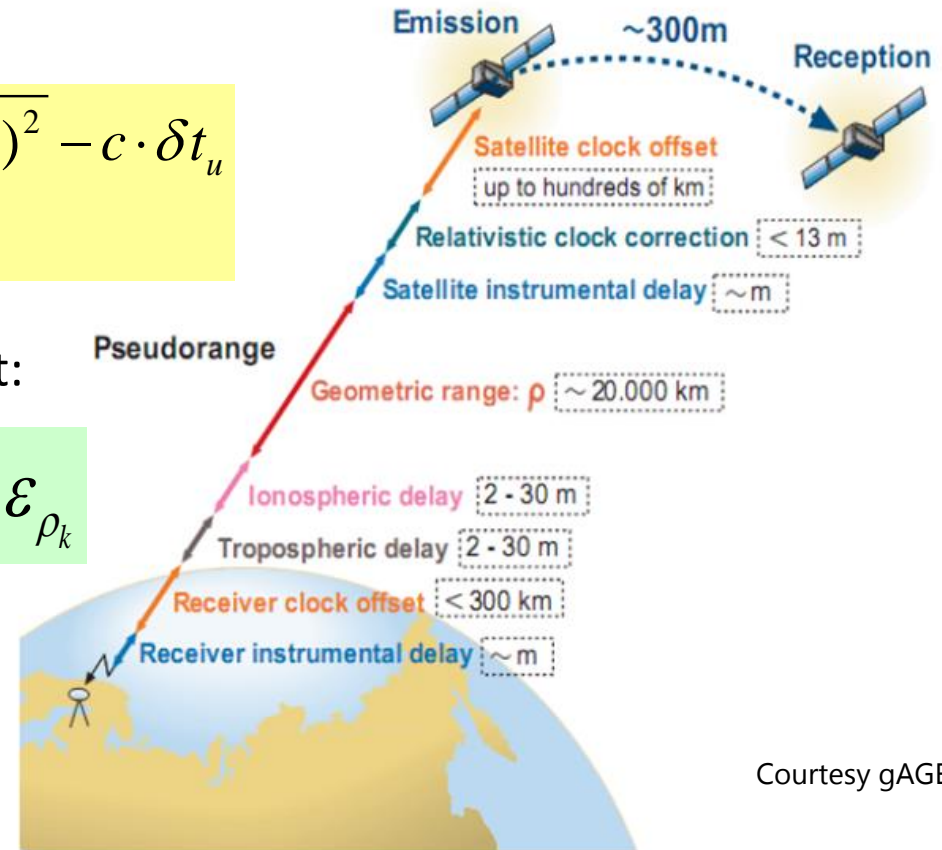 Emission
~300m
Reception
)² − c · δt_u
Satellite clock offset
up to hundreds of km
Relativistic clock correction < 13 m
Satellite instrumental delay ~m
Pseudorange
t:
Geometric range: ρ ~ 20.000 km
Ionospheric delay 2 - 30 m
ε_ρ_k
Tropospheric delay 2 - 30 m
Receiver clock offset < 300 km
Receiver instrumental delay ~ m
Courtesy gAGE